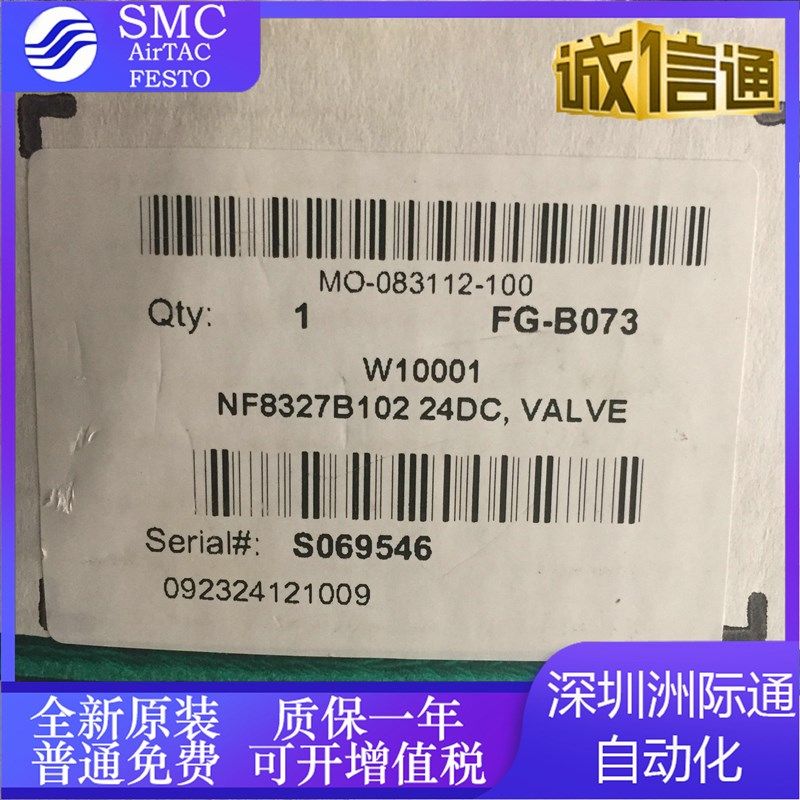 SMC
AirTAC
FESTO
诚信通
MO-083112-100
Qty: 1 FG-B073
W10001
NF8327B102 24DC, VALVE
Serial#: S069546
092324121009
全新原装 质保一年
普通免费 可开增值税
深圳洲际通
自动化